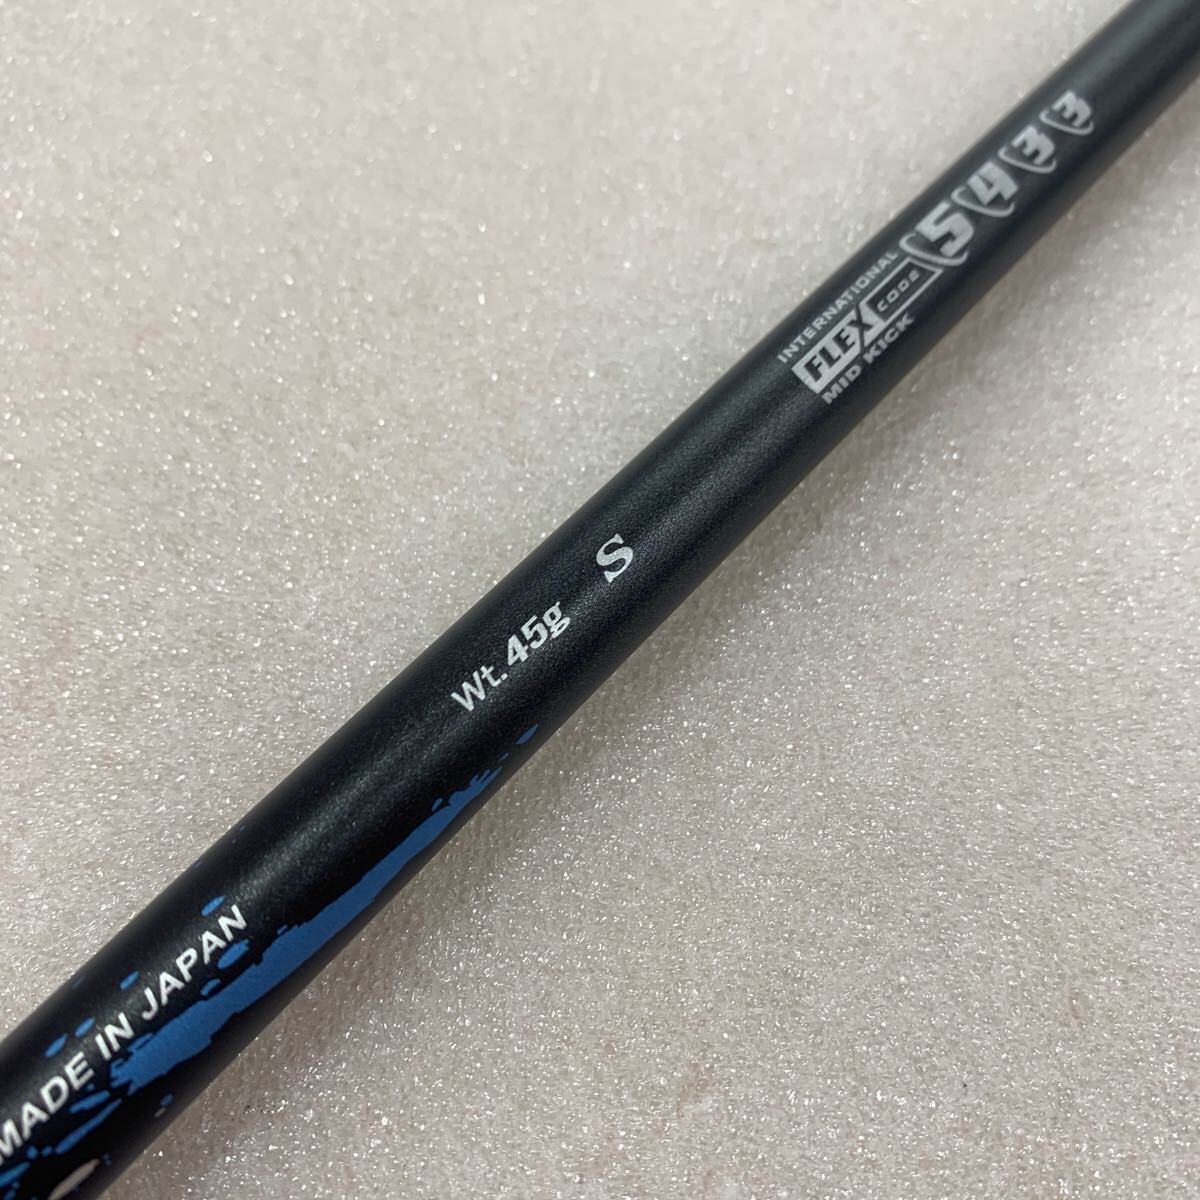 MADE IN JAPAN
Wt. 45g S
INTERNATIONAL
FLEX CODE 5 4 3 3
MID KICK